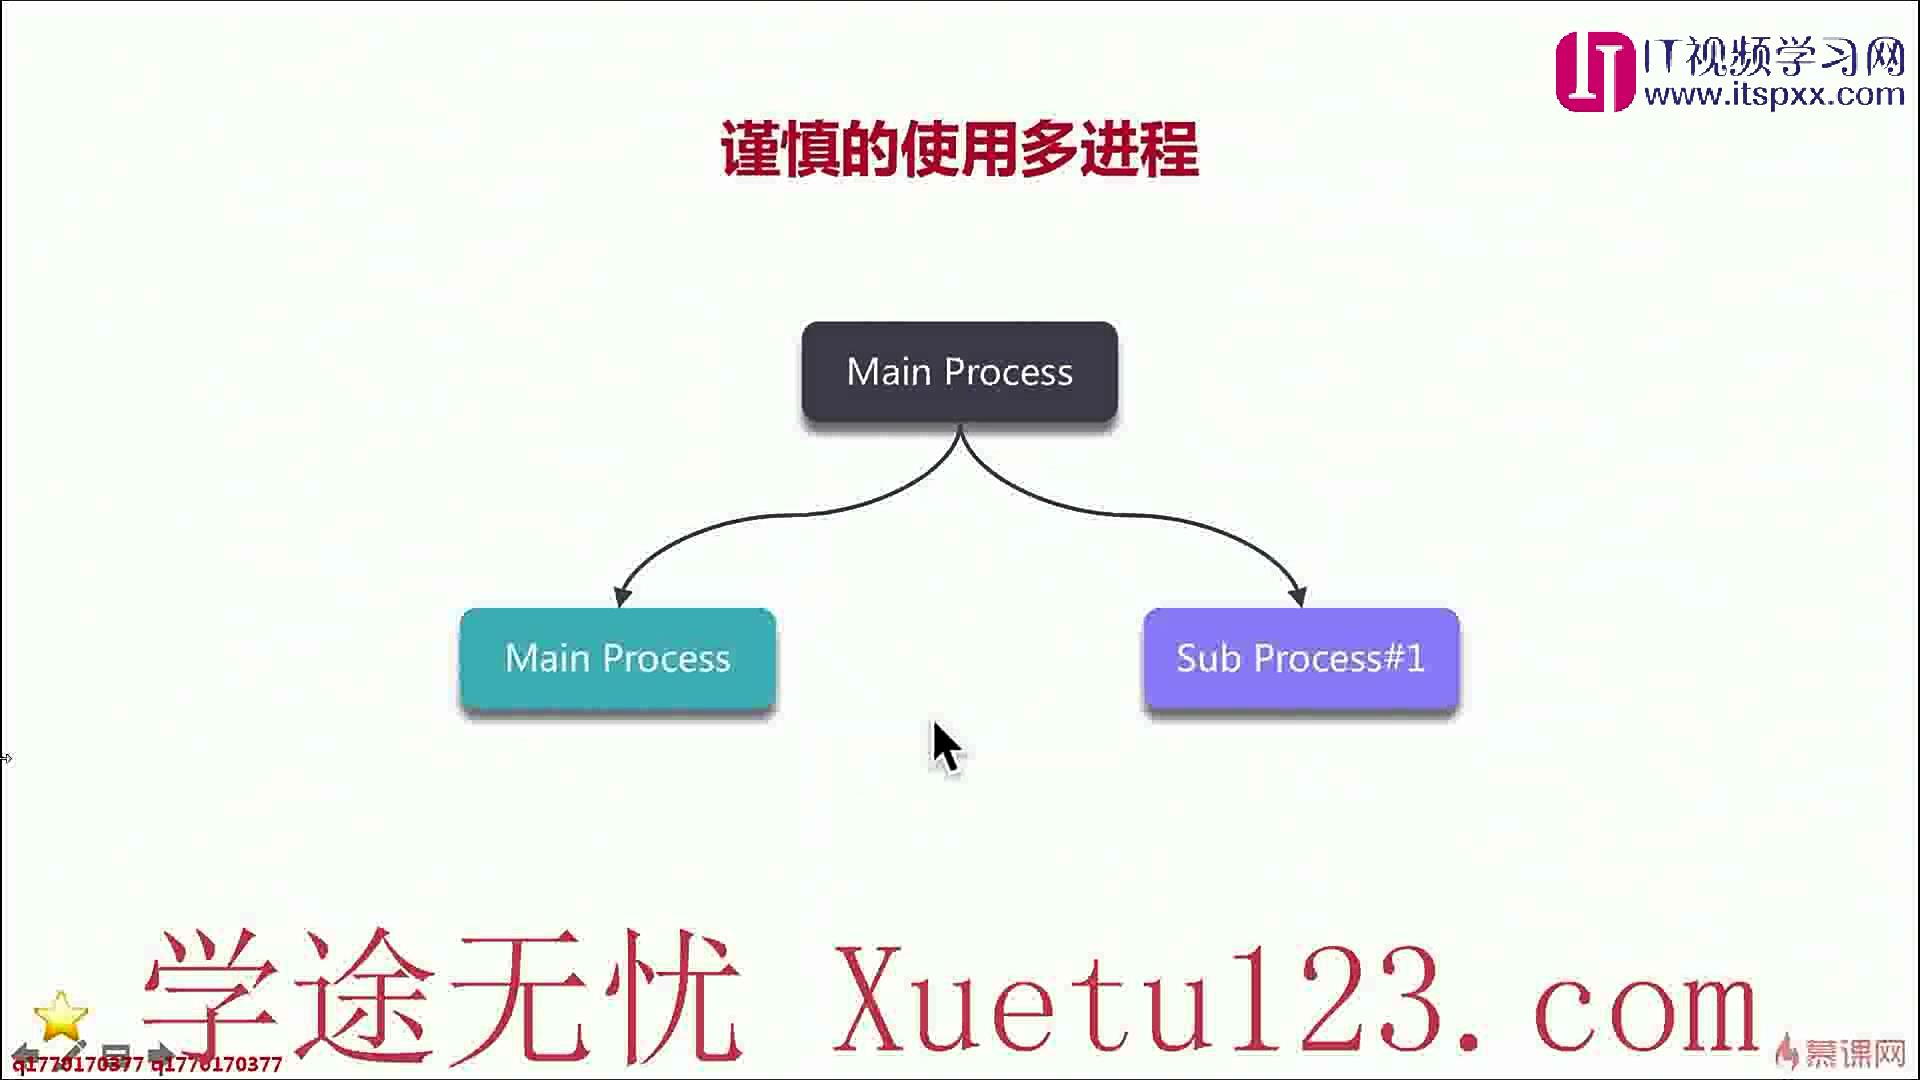 IT视频学习网
www.itspxx.com
谨慎的使用多进程
Main Process
Main Process
Sub Process#1
学途无忧 Xuetu123.com
q1770170377 q1770170377
慕课网